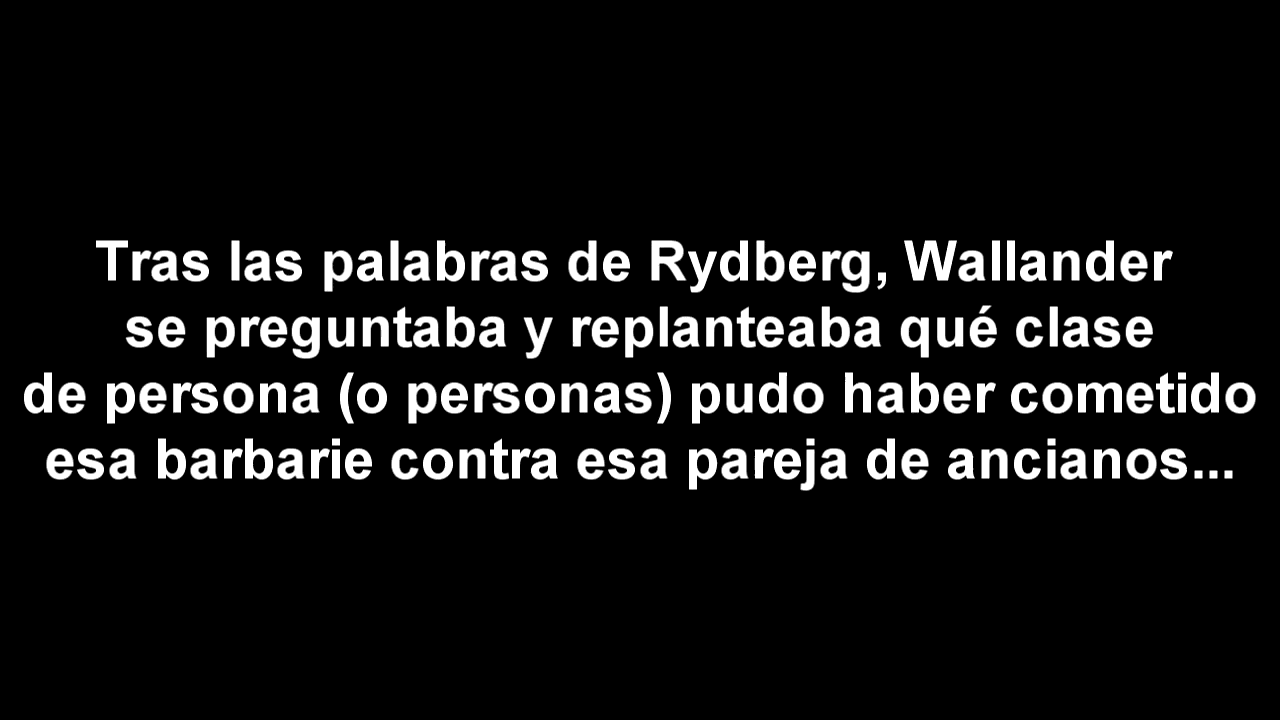 Tras las palabras de Rydberg, Wallander
se preguntaba y replanteaba qué clase
de persona (o personas) pudo haber cometido
esa barbarie contra esa pareja de ancianos...